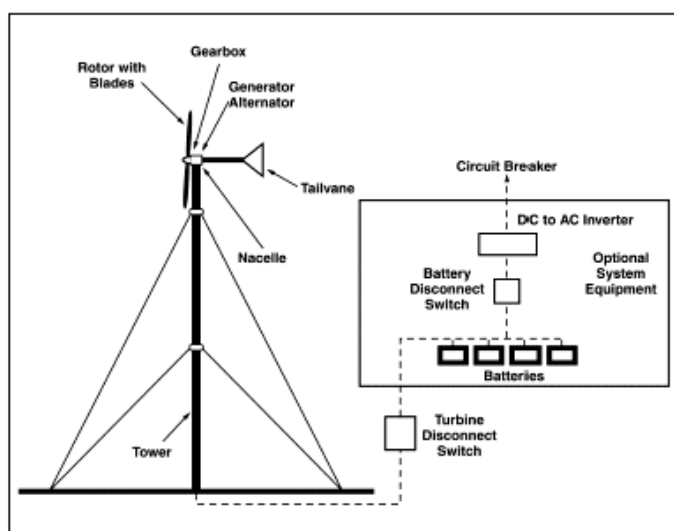 Gearbox
Rotor with
Blades
Generator
Alternator
Tailvane
Nacelle
Tower
Circuit Breaker
DC to AC Inverter
Optional
System
Equipment
Battery
Disconnect
Switch
Batteries
Turbine
Disconnect
Switch